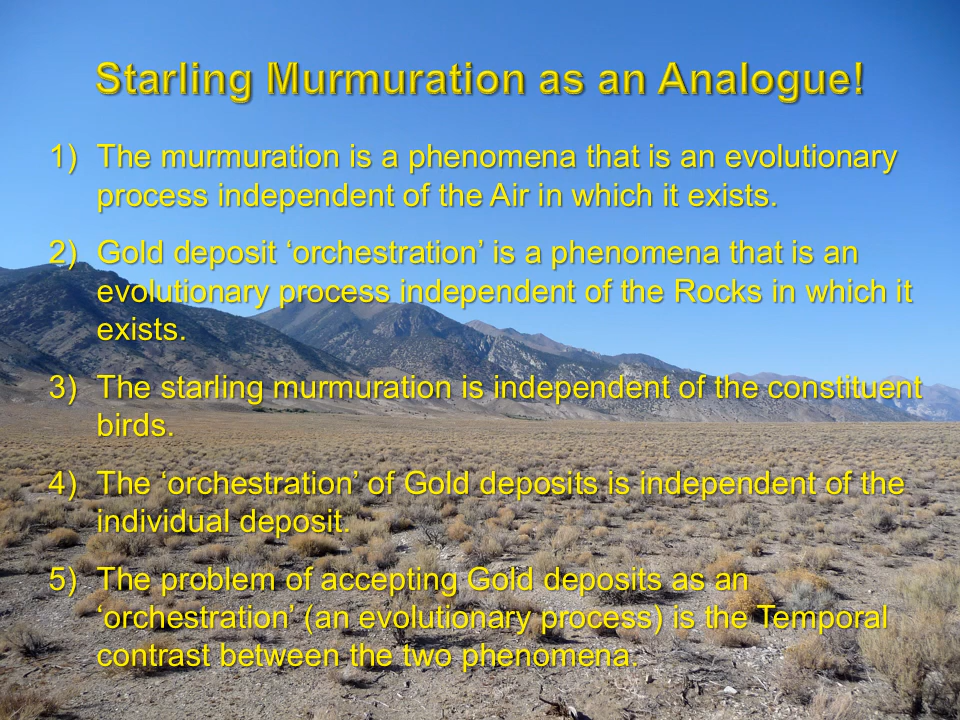 Starling Murmuration as an Analogue!
1) The murmuration is a phenomena that is an evolutionary
process independent of the Air in which it exists.
2) Gold deposit ‘orchestration’ is a phenomena that is an
evolutionary process independent of the Rocks in which it
exists.
3) The starling murmuration is independent of the constituent
birds.
4) The ‘orchestration’ of Gold deposits is independent of the
individual deposit.
5) The problem of accepting Gold deposits as an
‘orchestration’ (an evolutionary process) is the Temporal
contrast between the two phenomena.